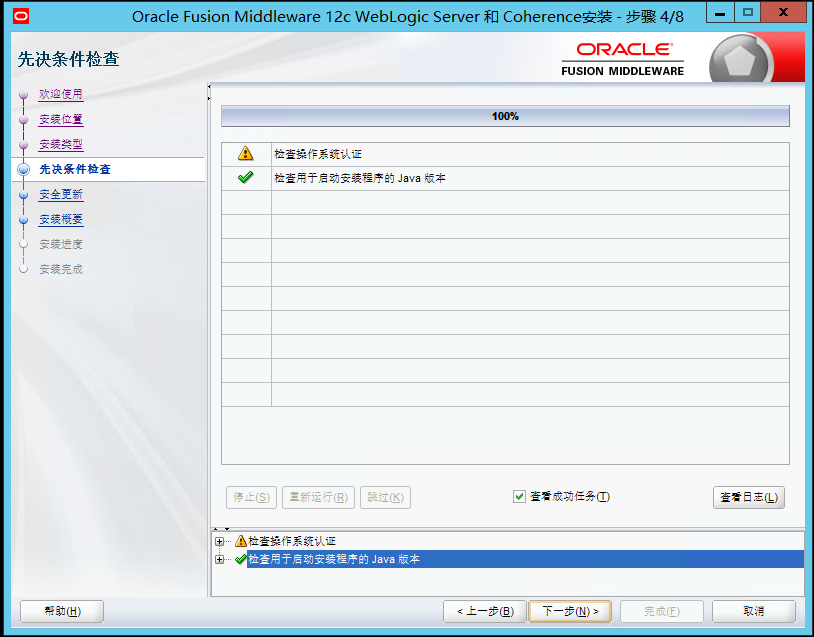 Oracle Fusion Middleware 12c WebLogic Server 和 Coherence安装 - 步骤 4/8
先决条件检查
ORACLE
FUSION MIDDLEWARE
欢迎使用
安装位置
安装类型
先决条件检查
安全更新
安装概要
安装进度
安装完成
100%
检查操作系统认证
检查用于启动安装程序的 Java 版本
停止(S)
重新运行(R)
跳过(K)
查看成功任务(T)
查看日志(L)
检查操作系统认证
检查用于启动安装程序的 Java 版本
帮助(H)
< 上一步(B)
下一步(N) >
完成(F)
取消